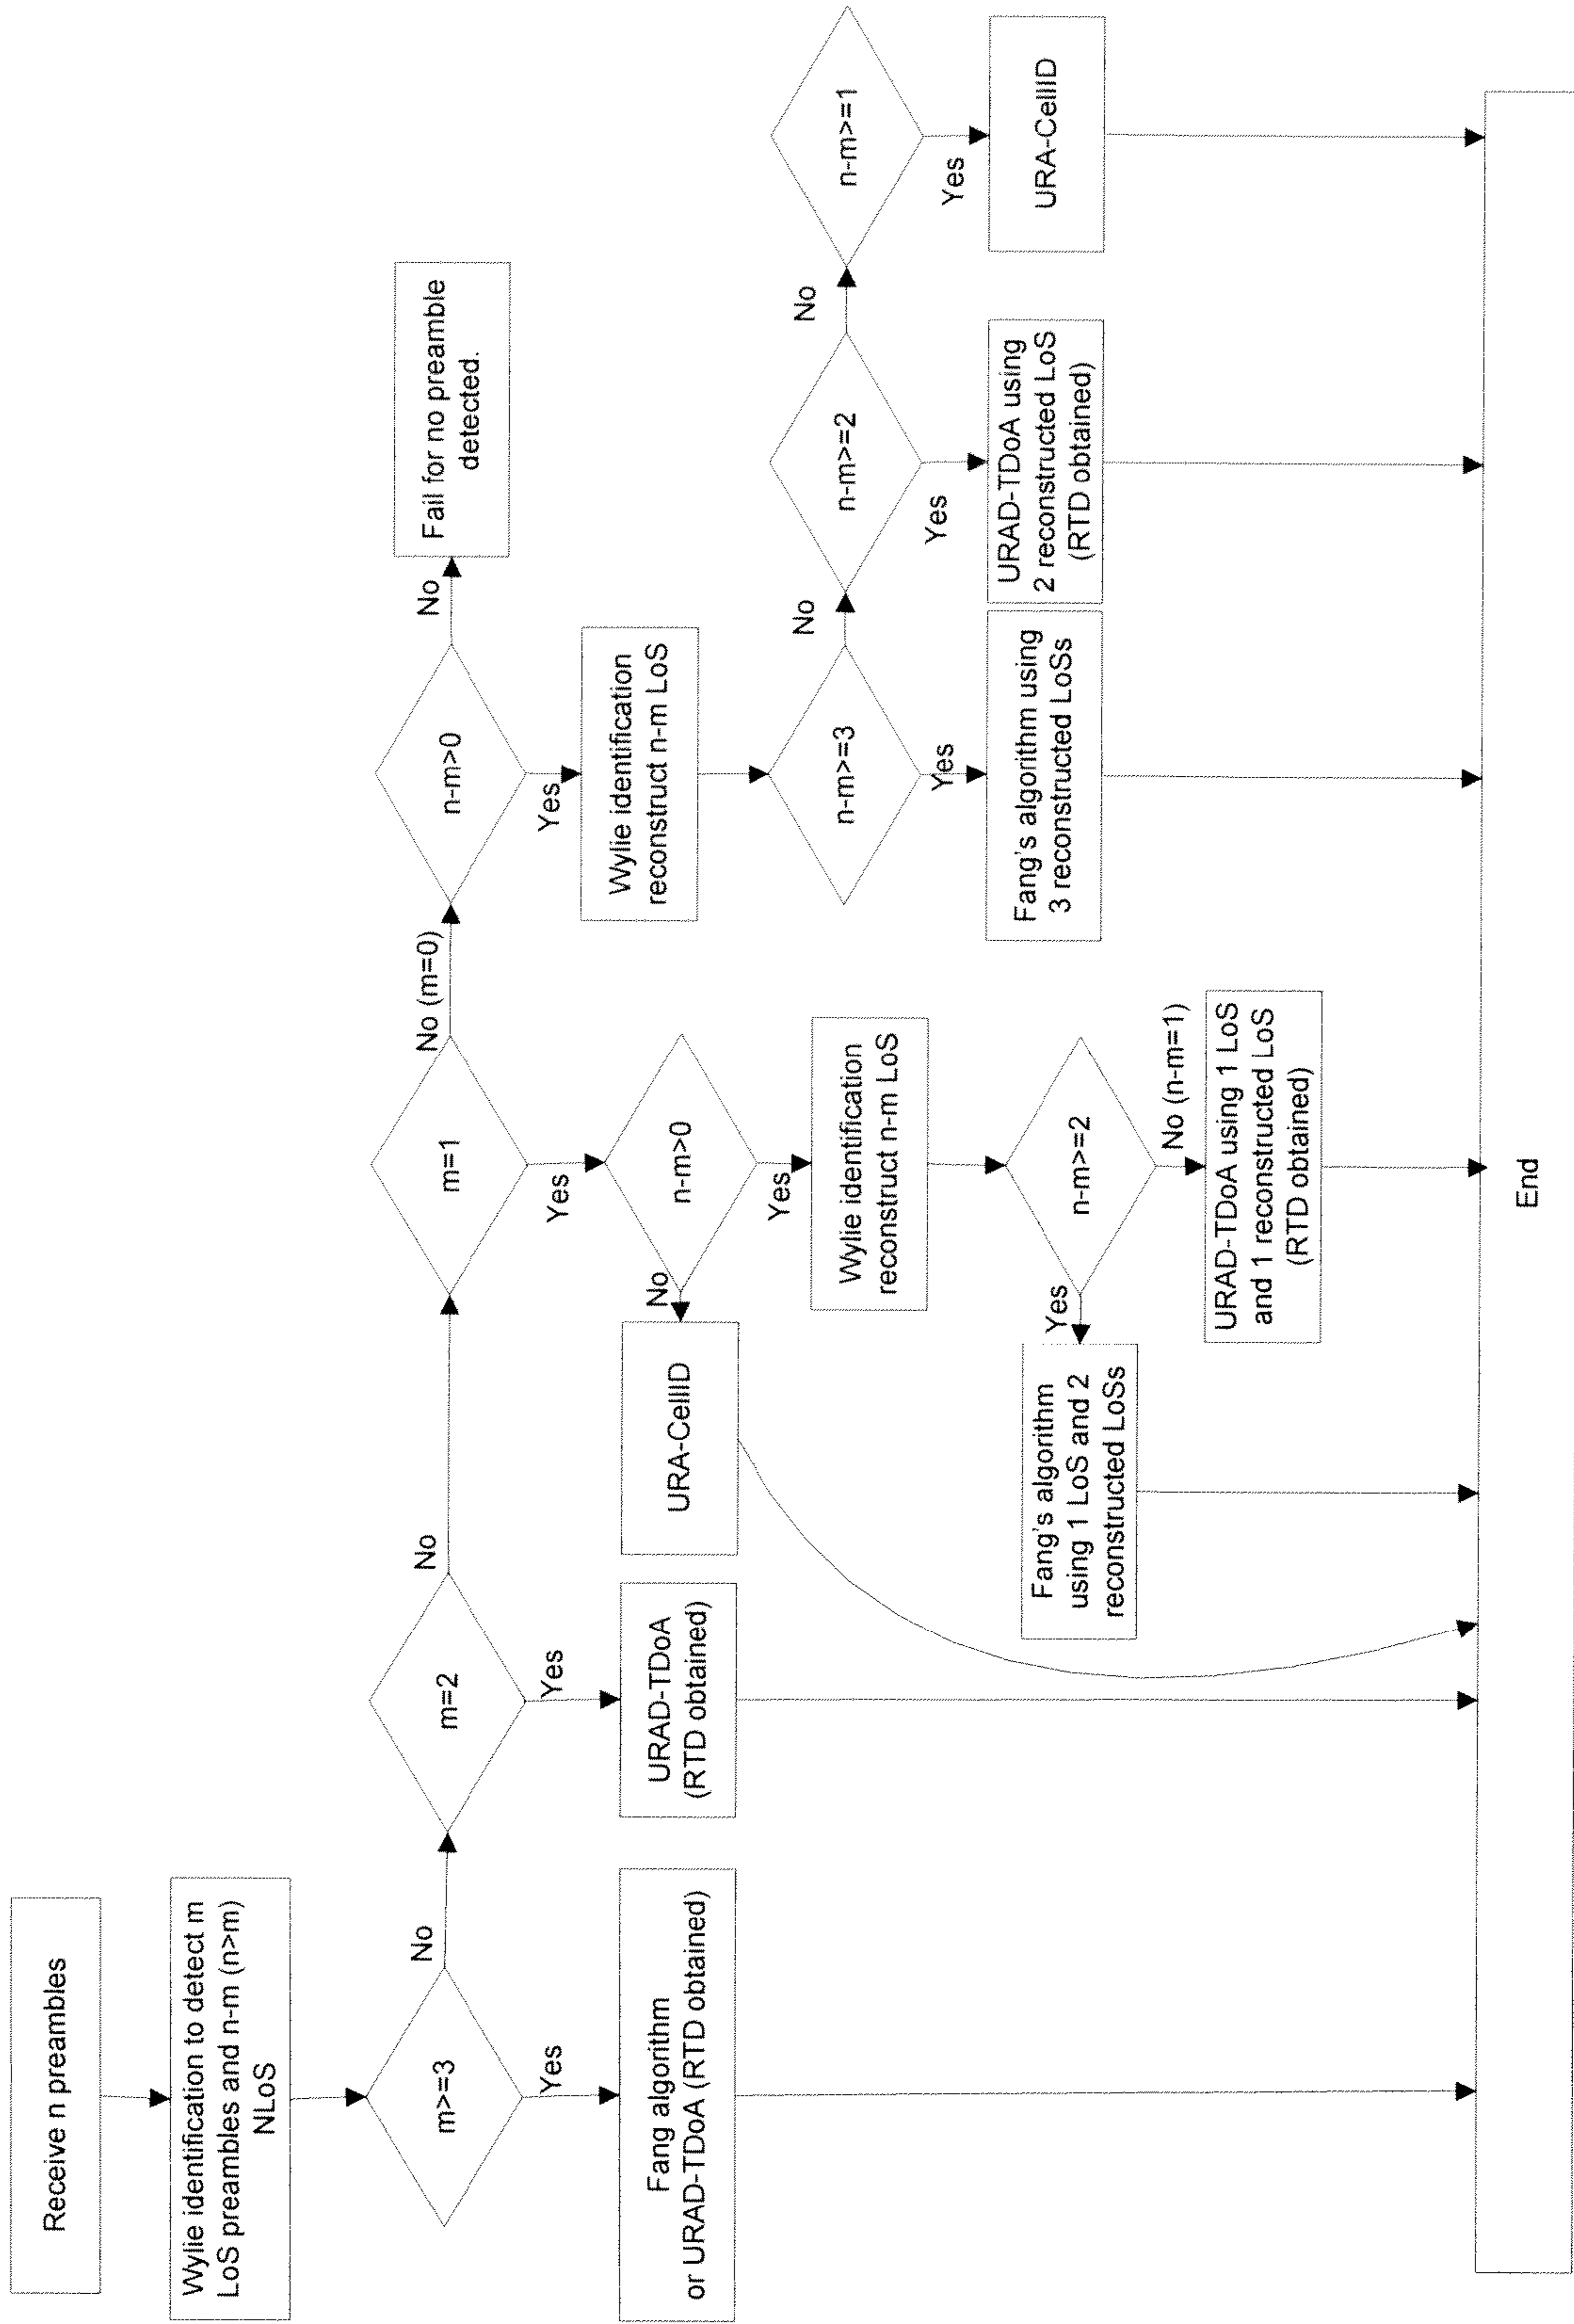 Receive n preambles
Wylie identification to detect m
LoS preambles and n-m (n>m)
NLoS
m>=3
No
Yes
Fang algorithm
or URAD-TDoA (RTD obtained)
m=2
No
Yes
URAD-TDoA
(RTD obtained)
m=1
No (m=0)
Yes
n-m>0
No
URA-CellID
Yes
Wylie identification
reconstruct n-m LoS
n-m>=2
Yes
Fang's algorithm
using 1 LoS and 2
reconstructed LoSs
No (n-m=1)
URAD-TDoA using 1 LoS
and 1 reconstructed LoS
(RTD obtained)
n-m>0
No
Fail for no preamble
detected.
Yes
Wylie identification
reconstruct n-m LoS
n-m>=3
No
Yes
Fang's algorithm using
3 reconstructed LoSs
n-m>=2
No
Yes
URAD-TDoA using
2 reconstructed LoS
(RTD obtained)
n-m>=1
Yes
URA-CellID
End